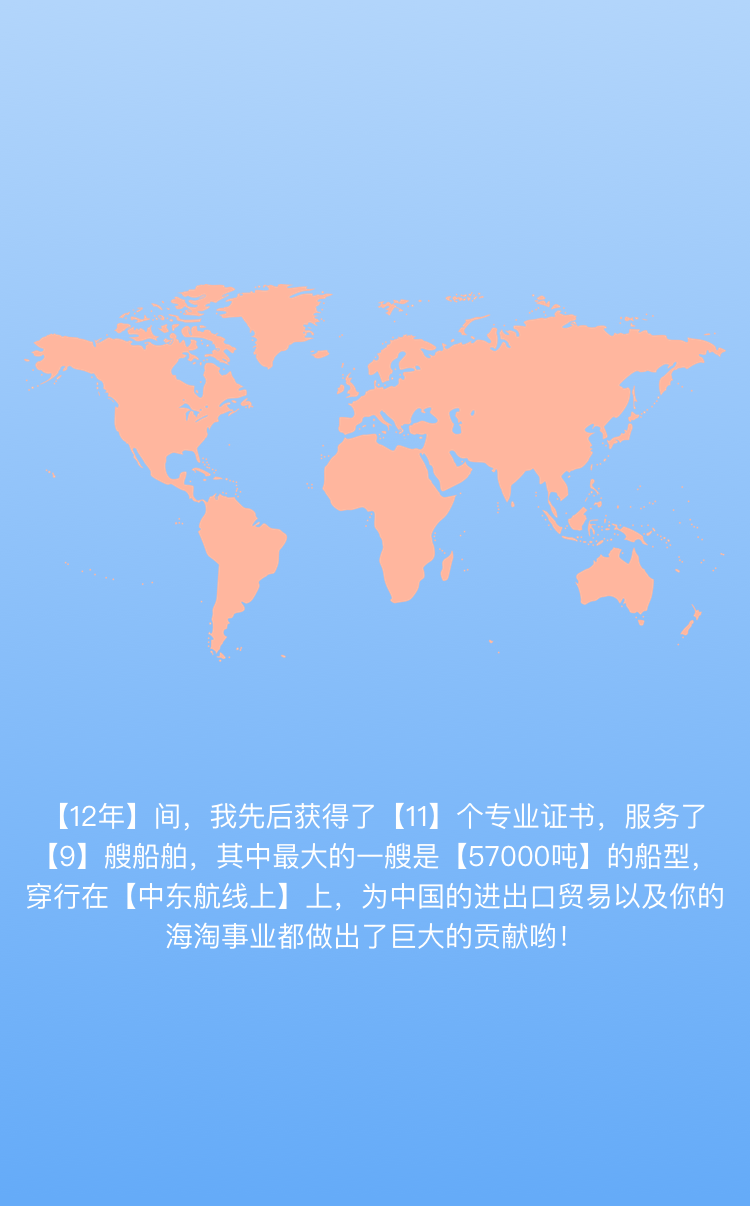 【12年】间，我先后获得了【11】个专业证书，服务了
【9】艘船舶，其中最大的一艘是【57000吨】的船型，
穿行在【中东航线上】上，为中国的进出口贸易以及你的
海淘事业都做出了巨大的贡献哟！